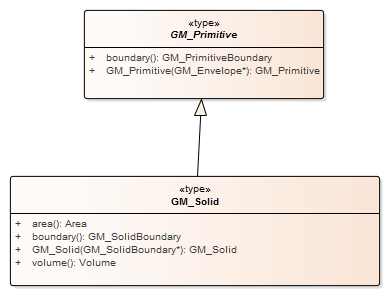 «type»
GM_Primitive
+ boundary(): GM_PrimitiveBoundary
+ GM_Primitive(GM_Envelope*): GM_Primitive
«type»
GM_Solid
+ area(): Area
+ boundary(): GM_SolidBoundary
+ GM_Solid(GM_SolidBoundary*): GM_Solid
+ volume(): Volume